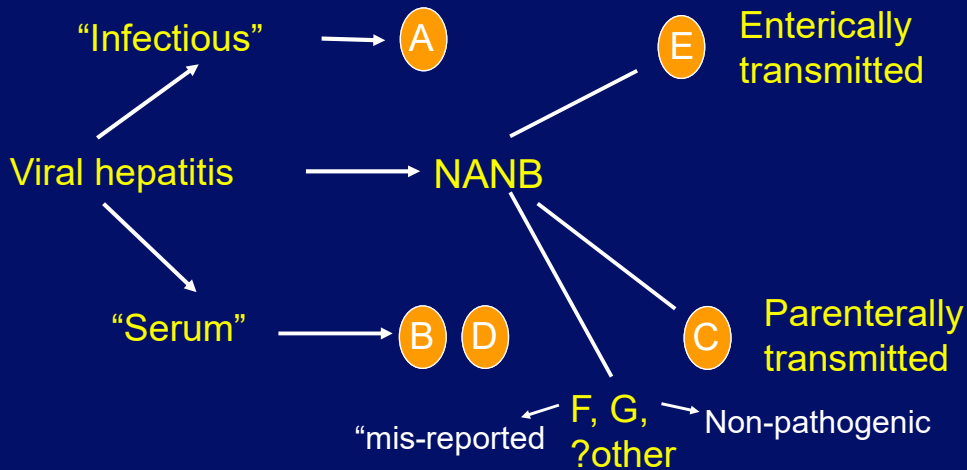 “Infectious”
A
E
Enterically
transmitted
Viral hepatitis
NANB
“Serum”
B
D
C
Parenterally
transmitted
“mis-reported
F, G,
?other
Non-pathogenic